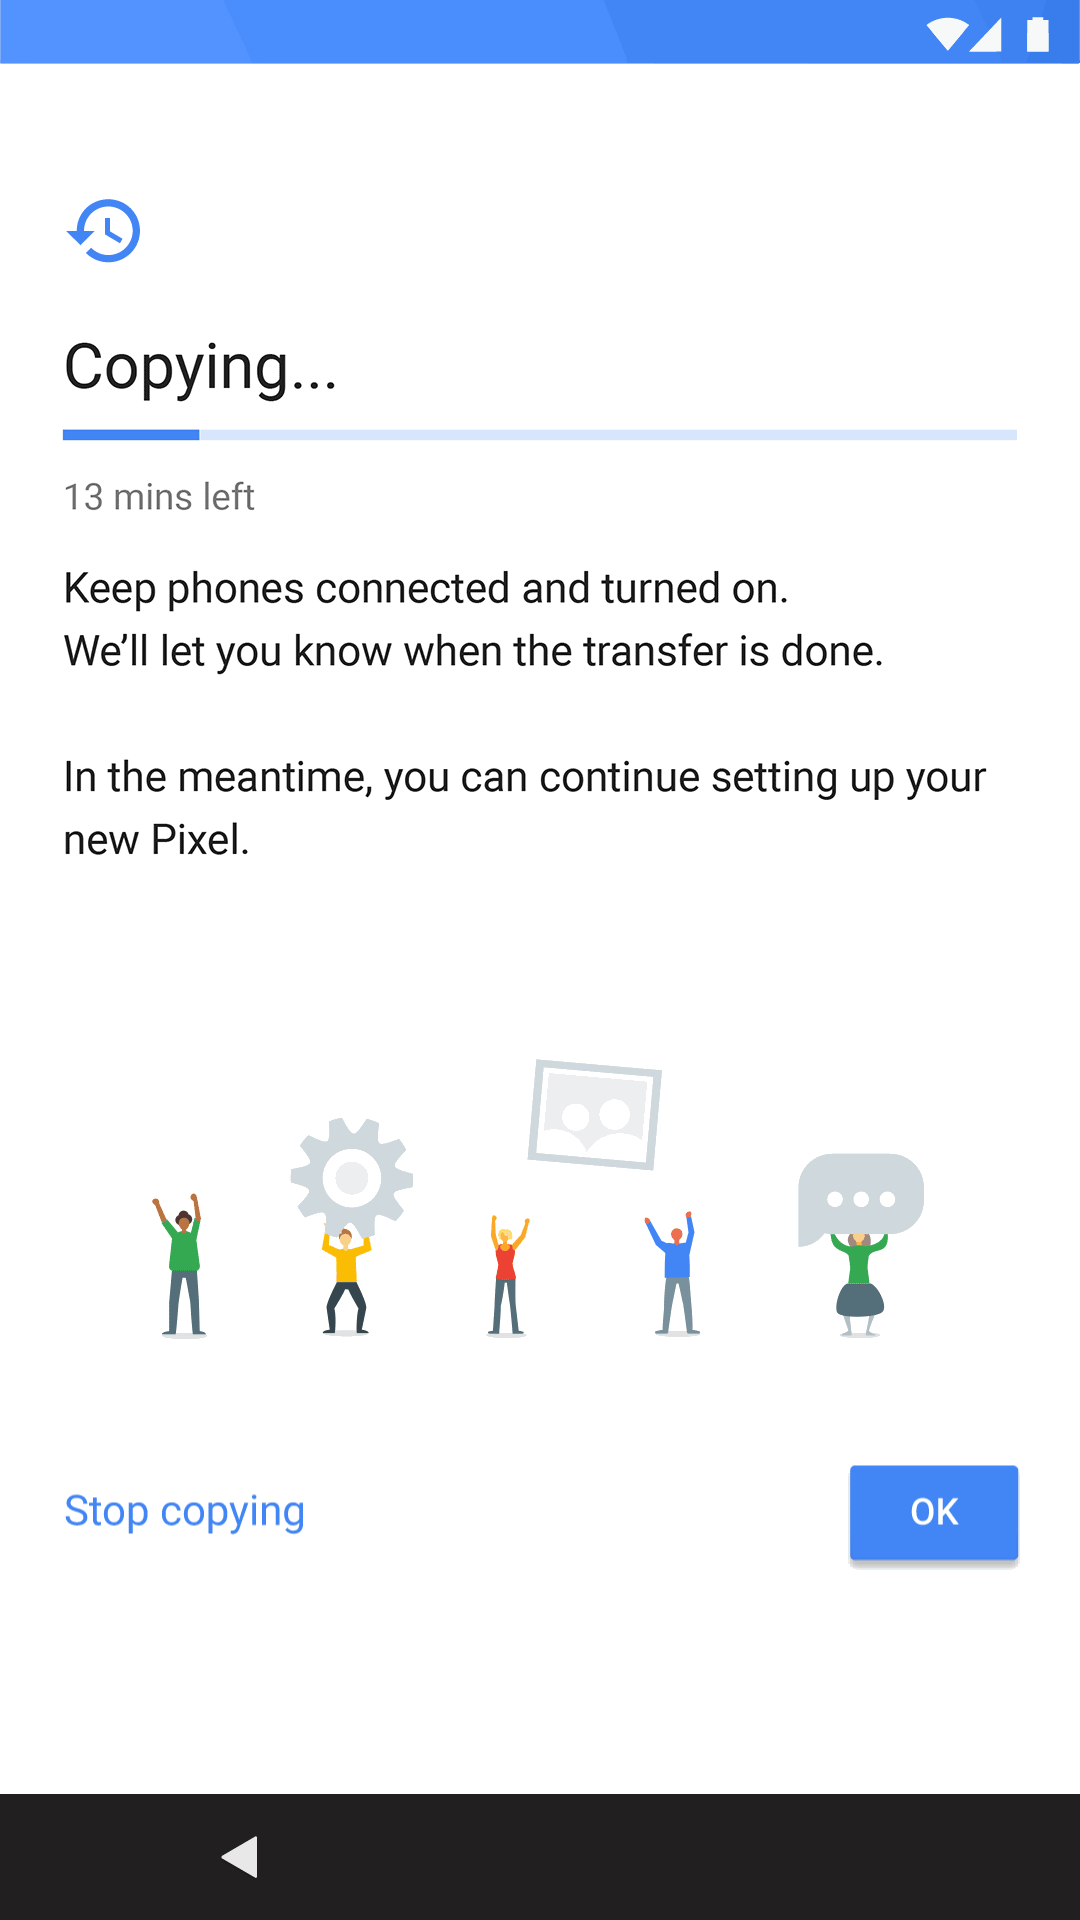 Copying...
13 mins left
Keep phones connected and turned on.
We’ll let you know when the transfer is done.
In the meantime, you can continue setting up your
new Pixel.
Stop copying
OK